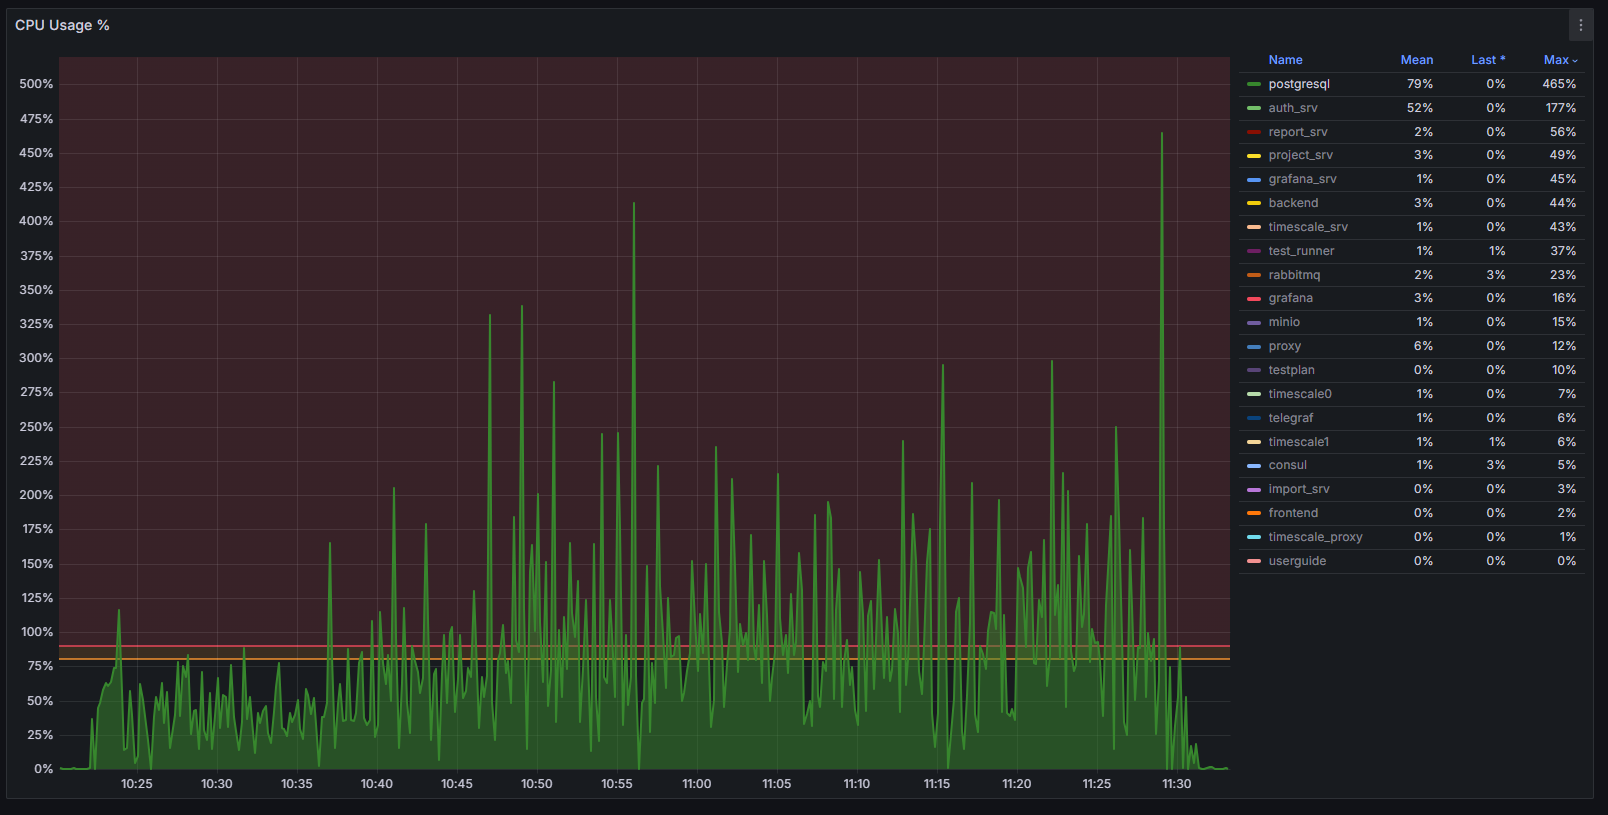 CPU Usage %
Name Mean Last * Max
postgresql 79% 0% 465%
auth_srv 52% 0% 177%
report_srv 2% 0% 56%
project_srv 3% 0% 49%
grafana_srv 1% 0% 45%
backend 3% 0% 44%
timescale_srv 1% 0% 43%
test_runner 1% 1% 37%
rabbitmq 2% 3% 23%
grafana 3% 0% 16%
minio 1% 0% 15%
proxy 6% 0% 12%
testplan 0% 0% 10%
timescale0 1% 0% 7%
telegraf 1% 0% 6%
timescale1 1% 1% 6%
consul 1% 3% 5%
import_srv 0% 0% 3%
frontend 0% 0% 2%
timescale_proxy 0% 0% 1%
userguide 0% 0% 0%
500%
475%
450%
425%
400%
375%
350%
325%
300%
275%
250%
225%
200%
175%
150%
125%
100%
75%
50%
25%
0%
10:25 10:30 10:35 10:40 10:45 10:50 10:55 11:00 11:05 11:10 11:15 11:20 11:25 11:30